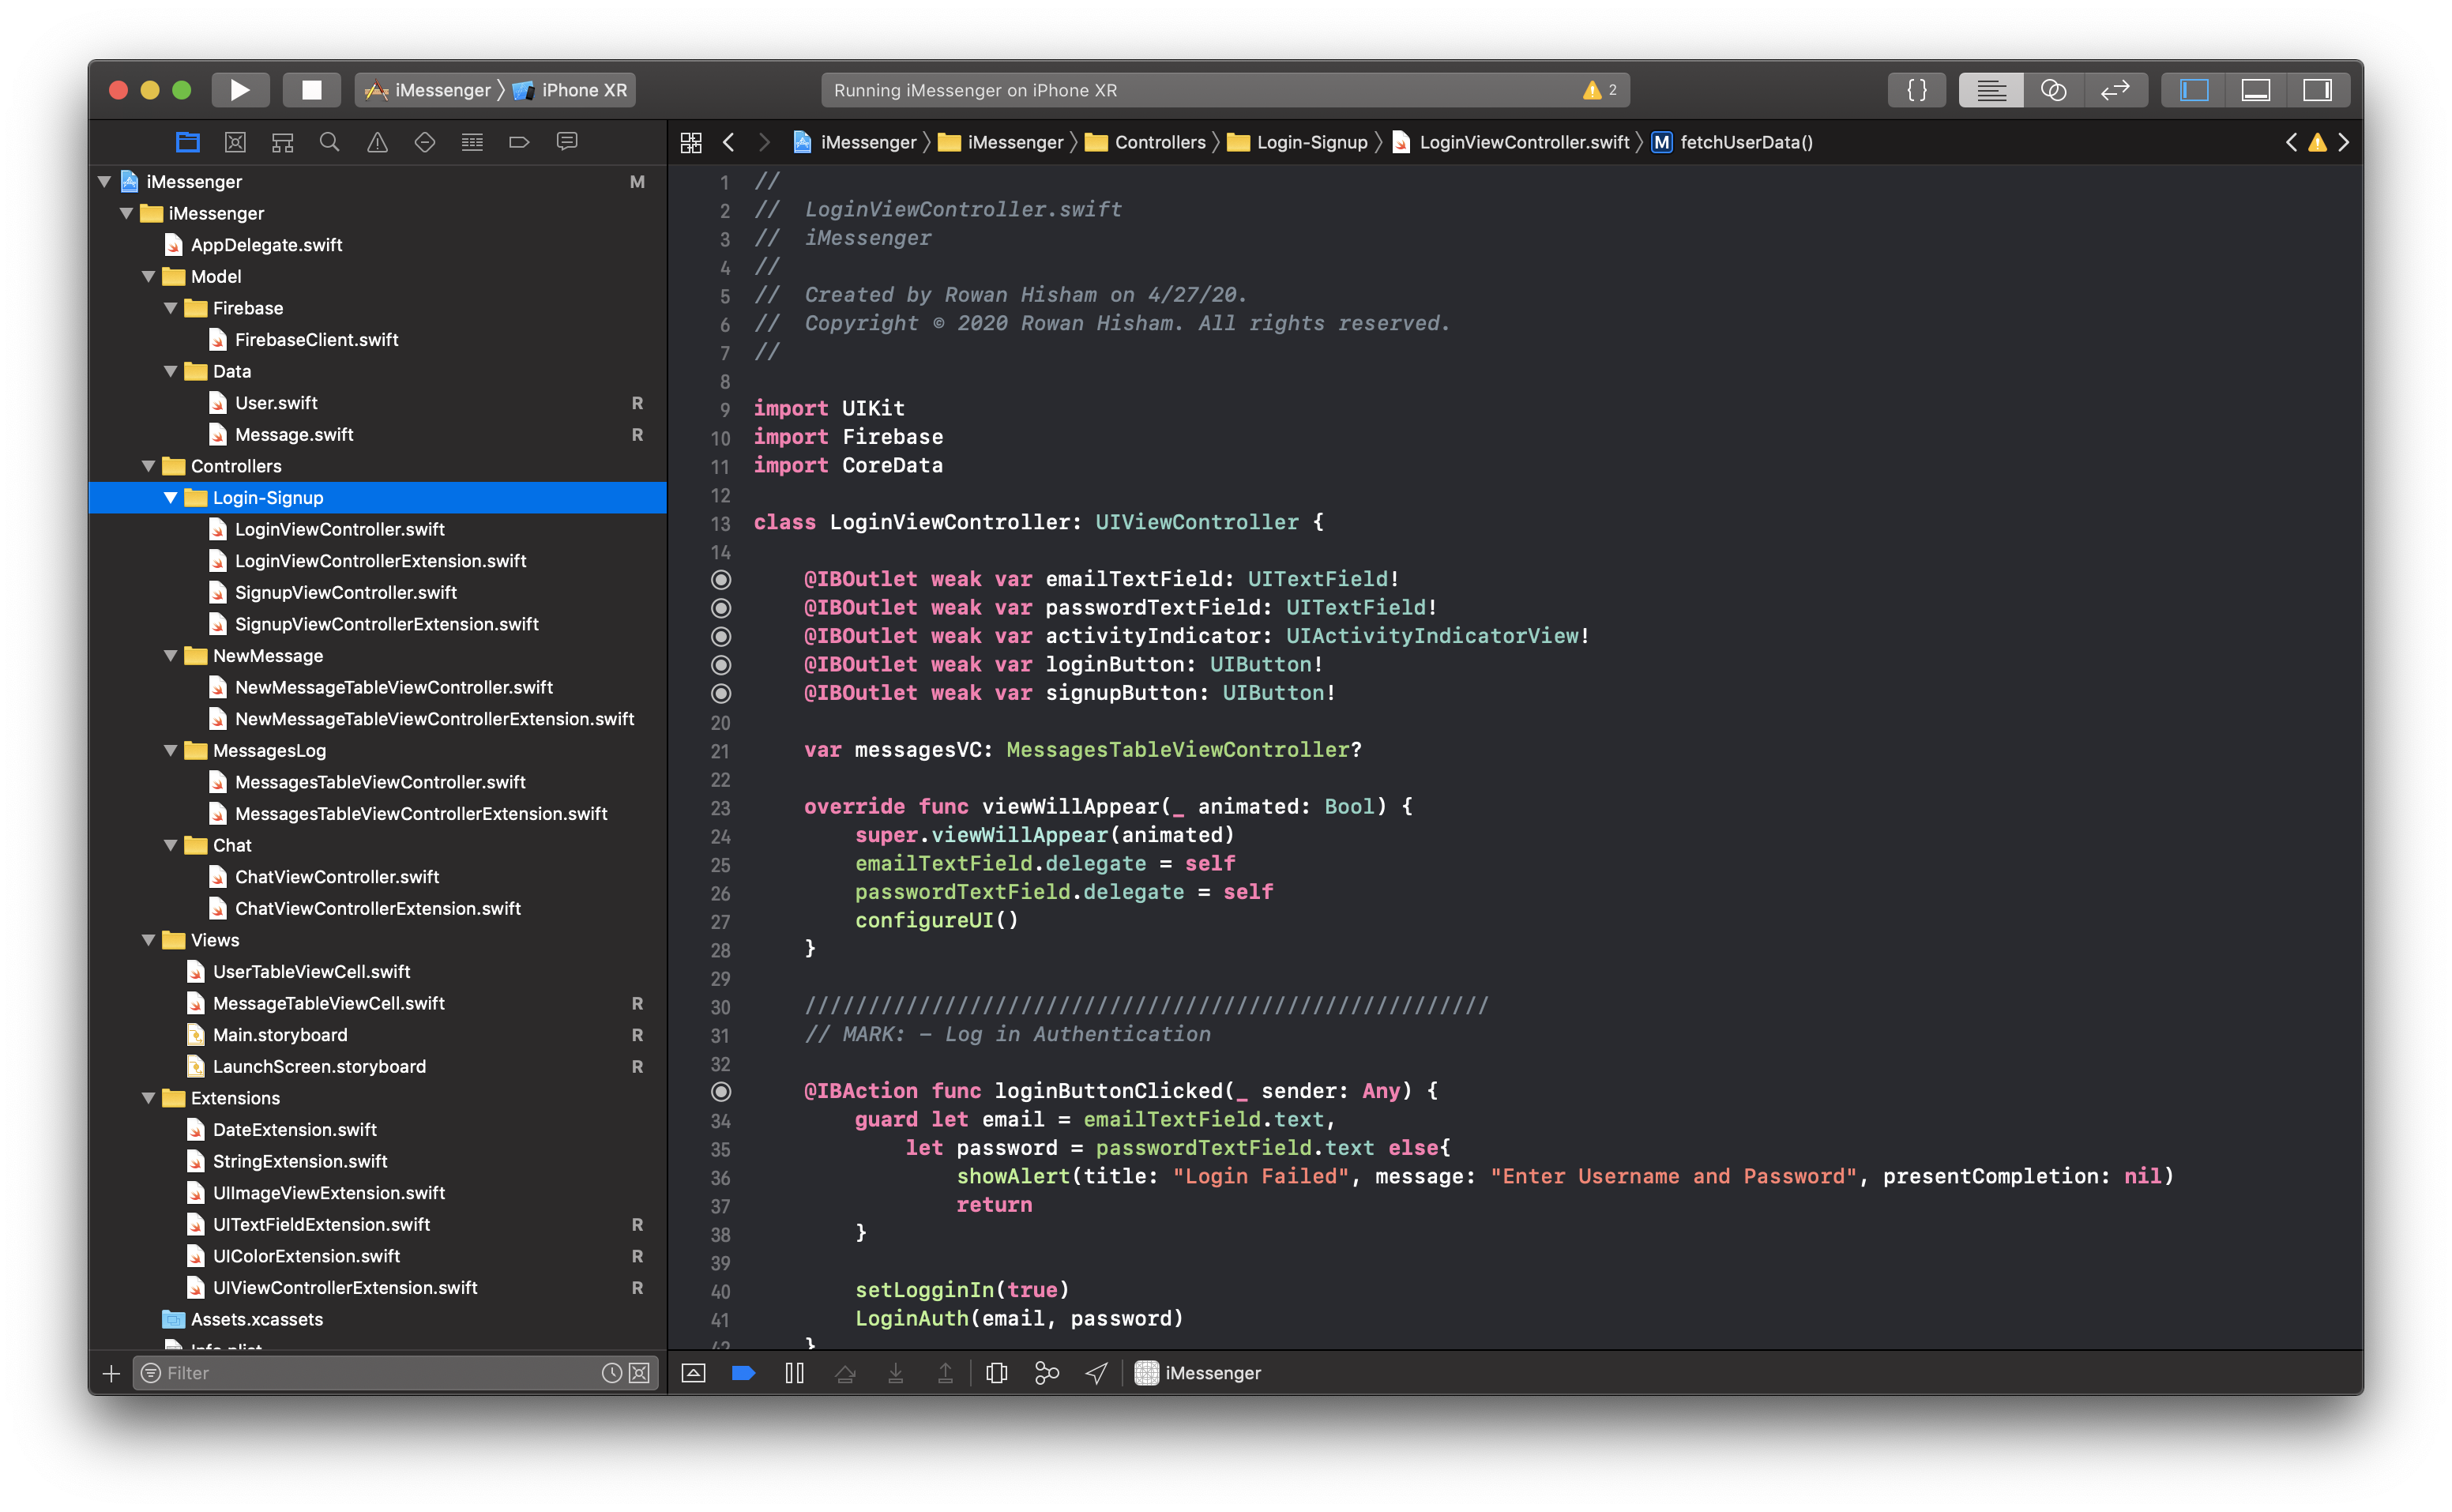 iMessenger iPhone XR
Running iMessenger on iPhone XR
2
{ }
iMessenger M
iMessenger
AppDelegate.swift
Model
Firebase
FirebaseClient.swift
Data
User.swift R
Message.swift R
Controllers
Login-Signup
LoginViewController.swift
LoginViewControllerExtension.swift
SignupViewController.swift
SignupViewControllerExtension.swift
NewMessage
NewMessageTableViewController.swift
NewMessageTableViewControllerExtension.swift
MessagesLog
MessagesTableViewController.swift
MessagesTableViewControllerExtension.swift
Chat
ChatViewController.swift
ChatViewControllerExtension.swift
Views
UserTableViewCell.swift
MessageTableViewCell.swift R
Main.storyboard R
LaunchScreen.storyboard R
Extensions
DateExtension.swift
StringExtension.swift
UIImageViewExtension.swift
UITextFieldExtension.swift R
UIColorExtension.swift R
UIViewControllerExtension.swift R
Assets.xcassets
Info.plist
Filter
iMessenger iMessenger Controllers Login-Signup LoginViewController.swift M fetchUserData()
1 //
2 //  LoginViewController.swift
3 //  iMessenger
4 //
5 //  Created by Rowan Hisham on 4/27/20.
6 //  Copyright © 2020 Rowan Hisham. All rights reserved.
7 //
8
9 import UIKit
10 import Firebase
11 import CoreData
12
13 class LoginViewController: UIViewController {
14
@IBOutlet weak var emailTextField: UITextField!
@IBOutlet weak var passwordTextField: UITextField!
@IBOutlet weak var activityIndicator: UIActivityIndicatorView!
@IBOutlet weak var loginButton: UIButton!
@IBOutlet weak var signupButton: UIButton!
20
21 var messagesVC: MessagesTableViewController?
22
23 override func viewWillAppear(_ animated: Bool) {
24 super.viewWillAppear(animated)
25 emailTextField.delegate = self
26 passwordTextField.delegate = self
27 configureUI()
28 }
29
30 //////////////////////////////////////////////////////
31 // MARK: - Log in Authentication
32
@IBAction func loginButtonClicked(_ sender: Any) {
34 guard let email = emailTextField.text,
35 let password = passwordTextField.text else{
36 showAlert(title: "Login Failed", message: "Enter Username and Password", presentCompletion: nil)
37 return
38 }
39
40 setLogginIn(true)
41 LoginAuth(email, password)
42 }
iMessenger